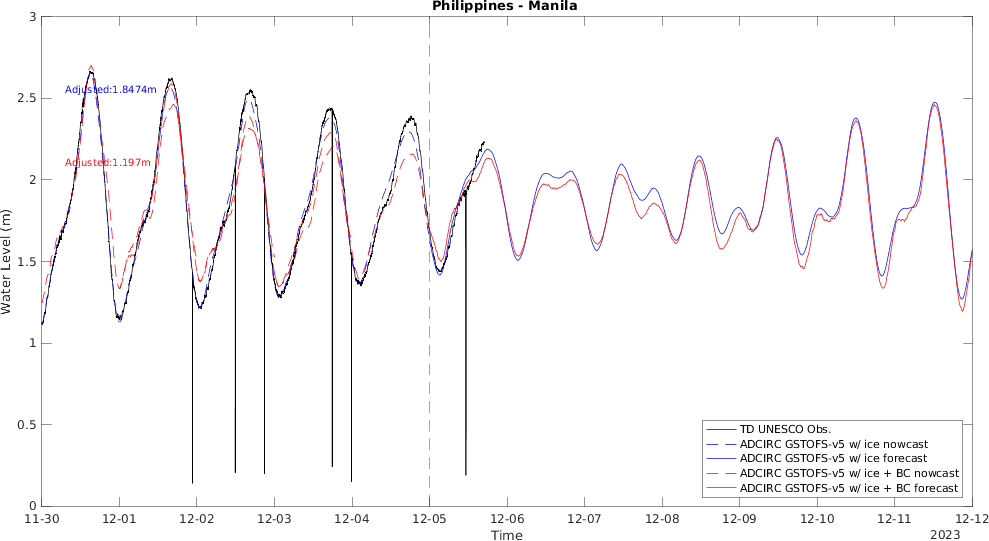 Philippines - Manila
3
2.5
2
1.5
1
0.5
0
Water Level (m)
Adjusted:1.8474m
Adjusted:1.197m
TD UNESCO Obs.
ADCIRC GSTOFS-v5 w/ ice nowcast
ADCIRC GSTOFS-v5 w/ ice forecast
ADCIRC GSTOFS-v5 w/ ice + BC nowcast
ADCIRC GSTOFS-v5 w/ ice + BC forecast
11-30 12-01 12-02 12-03 12-04 12-05 12-06 12-07 12-08 12-09 12-10 12-11 12-12
Time
2023